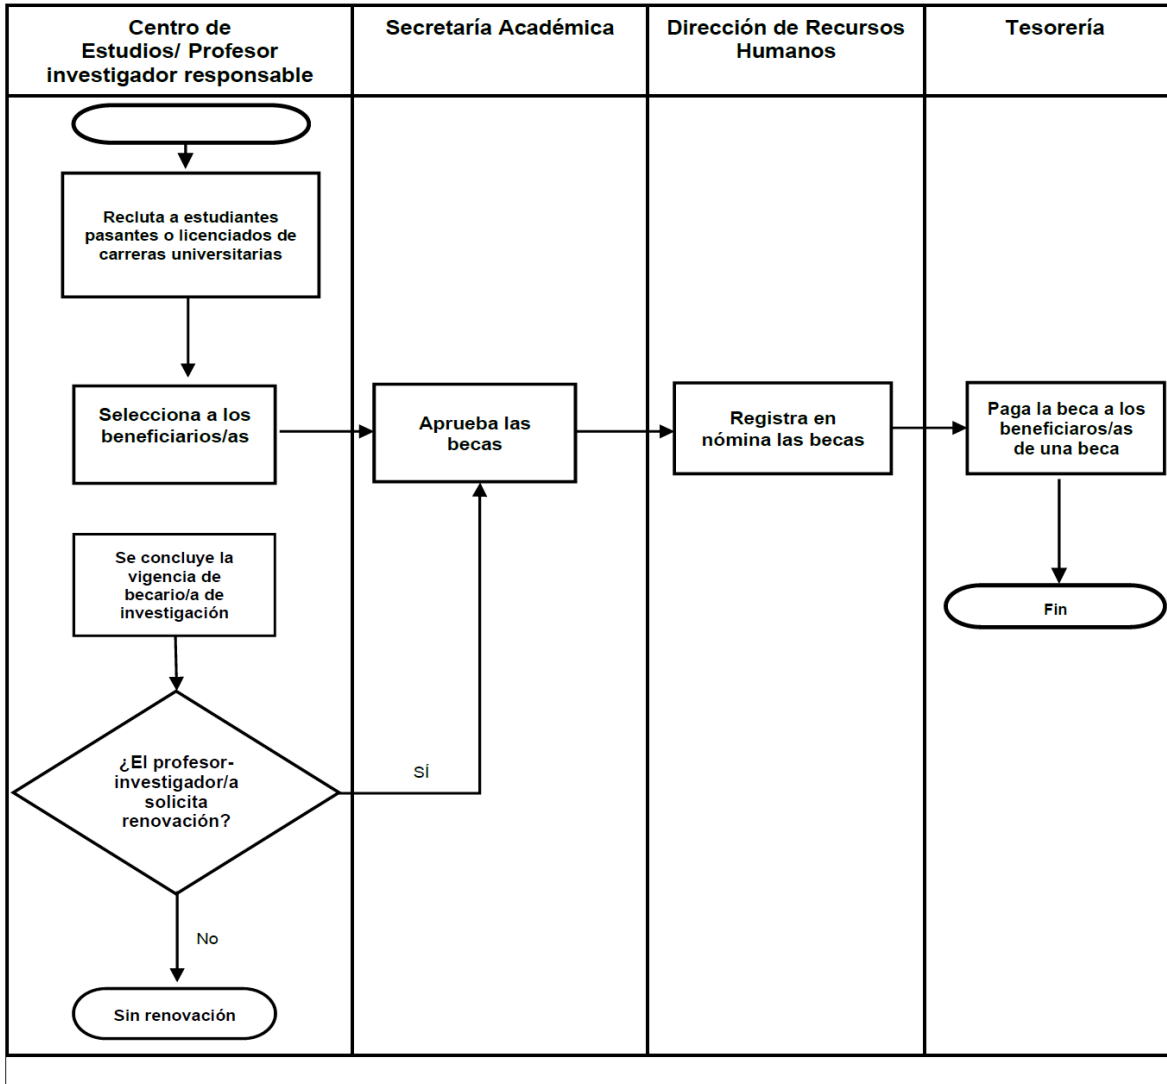 Centro de
Estudios/ Profesor
investigador responsable
Secretaría Académica
Dirección de Recursos
Humanos
Tesorería
Recluta a estudiantes
pasantes o licenciados de
carreras universitarias
Selecciona a los
beneficiarios/as
Aprueba las
becas
Registra en
nómina las becas
Paga la beca a los
beneficiaros/as
de una beca
Se concluye la
vigencia de
becario/a de
investigación
Fin
¿El profesor-
investigador/a
solicita
renovación?
SÍ
No
Sin renovación